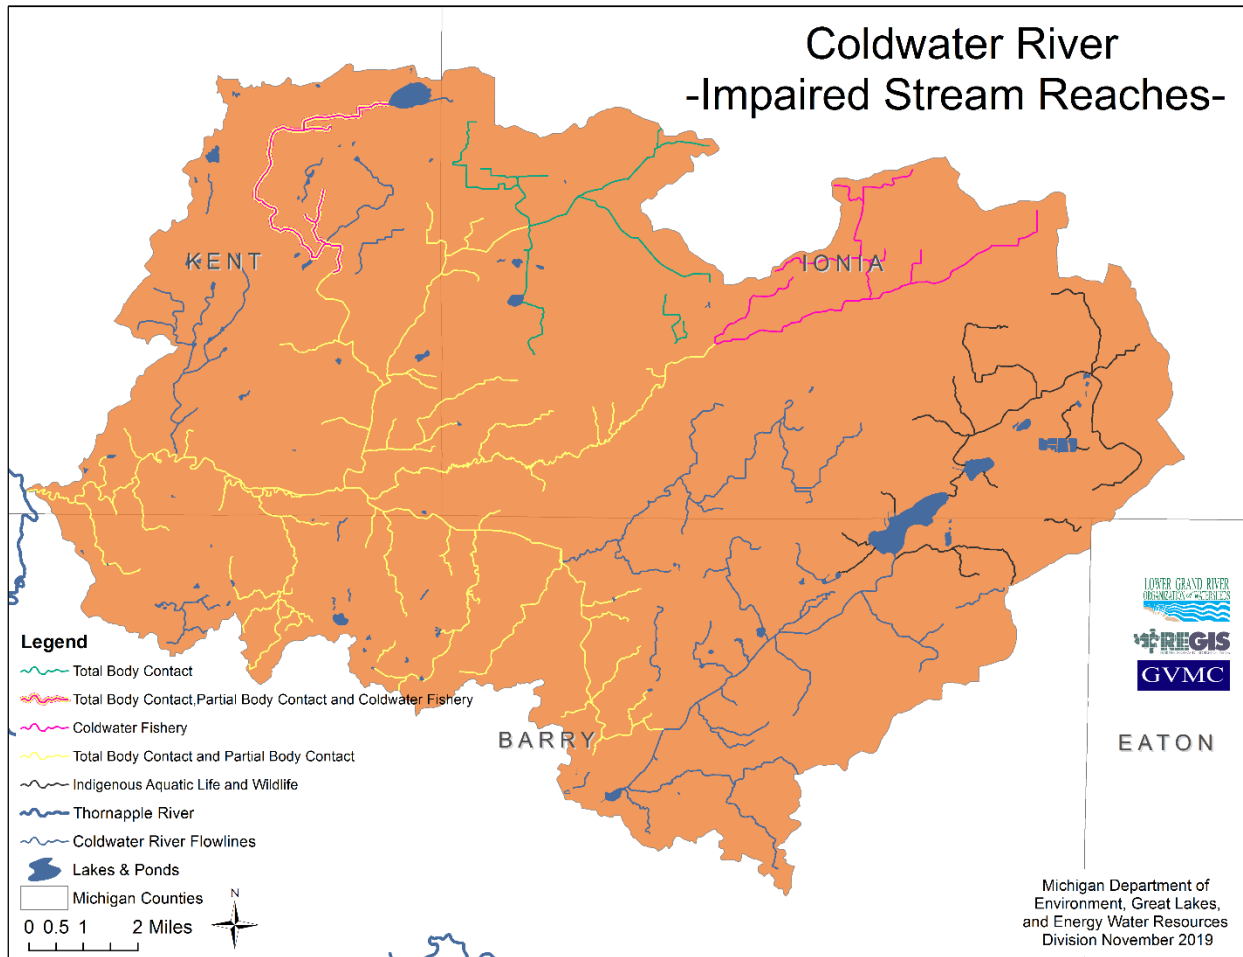 Coldwater River
-Impaired Stream Reaches-
KENT
IONIA
BARRY
EATON
LOWER GRAND RIVER
ORGANIZATION of WATERSHEDS
REGIS
GVMC
Legend
Total Body Contact
Total Body Contact,Partial Body Contact and Coldwater Fishery
Coldwater Fishery
Total Body Contact and Partial Body Contact
Indigenous Aquatic Life and Wildlife
Thornapple River
Coldwater River Flowlines
Lakes & Ponds
Michigan Counties
N
0 0.5 1 2 Miles
Michigan Department of
Environment, Great Lakes,
and Energy Water Resources
Division November 2019